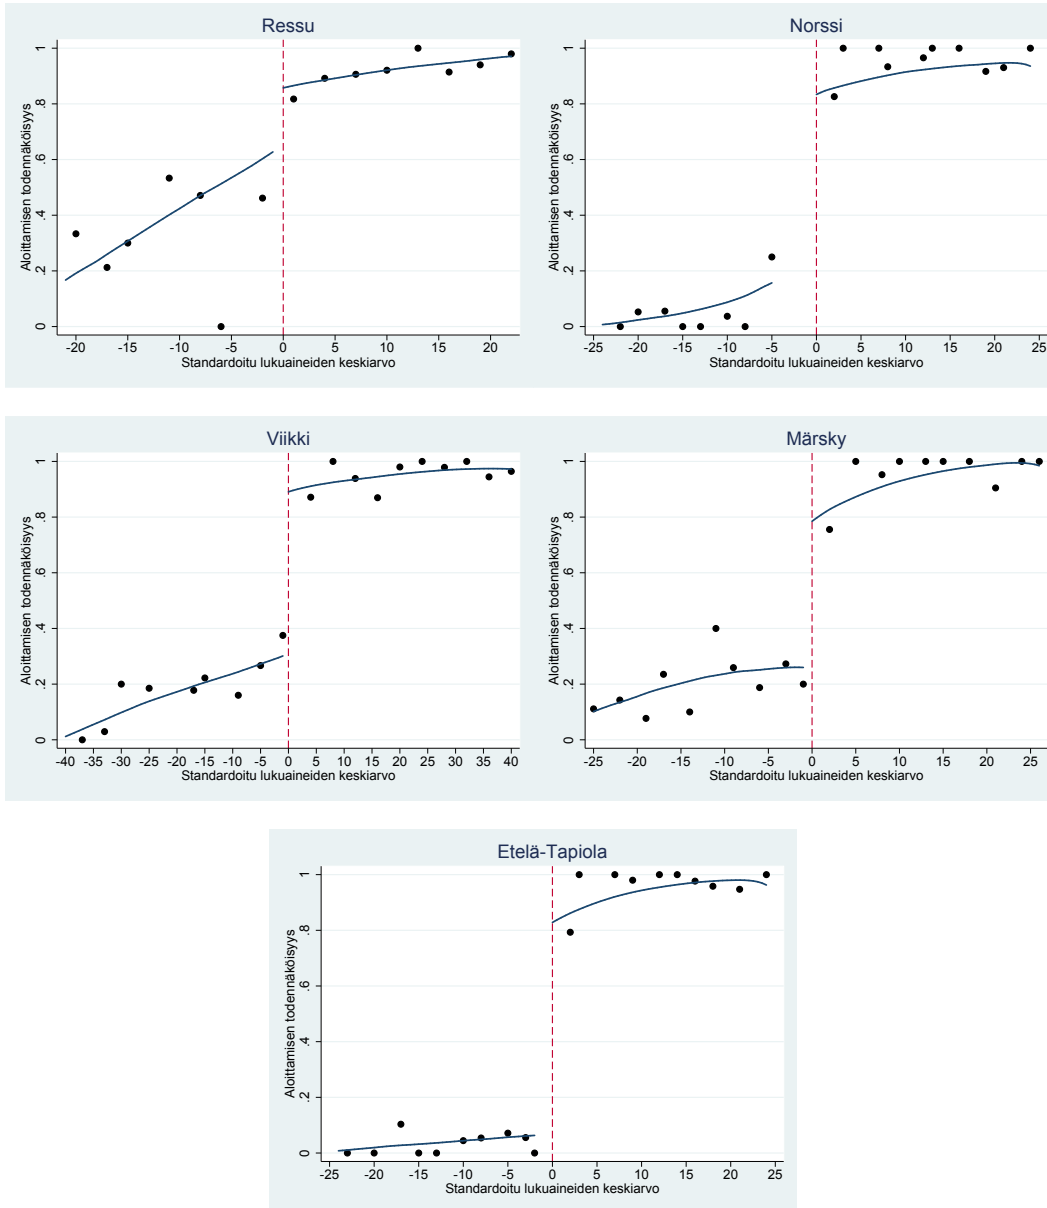 Ressu
Aloittamisen todennäköisyys
1
.8
.6
.4
.2
0
-20 -15 -10 -5 0 5 10 15 20
Standardoitu lukuaineiden keskiarvo
Norssi
Aloittamisen todennäköisyys
1
.8
.6
.4
.2
0
-25 -20 -15 -10 -5 0 5 10 15 20 25
Standardoitu lukuaineiden keskiarvo
Viikki
Aloittamisen todennäköisyys
1
.8
.6
.4
.2
0
-40 -35 -30 -25 -20 -15 -10 -5 0 5 10 15 20 25 30 35 40
Standardoitu lukuaineiden keskiarvo
Märsky
Aloittamisen todennäköisyys
1
.8
.6
.4
.2
0
-25 -20 -15 -10 -5 0 5 10 15 20 25
Standardoitu lukuaineiden keskiarvo
Etelä-Tapiola
Aloittamisen todennäköisyys
1
.8
.6
.4
.2
0
-25 -20 -15 -10 -5 0 5 10 15 20 25
Standardoitu lukuaineiden keskiarvo